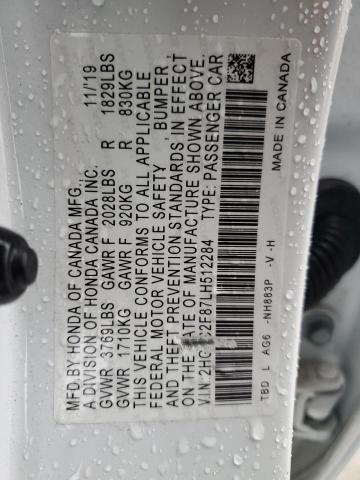 MFD. BY HONDA OF CANADA MFG., 11/19
A DIVISION OF HONDA CANADA INC.
GVWR 3769LBS GAWR F 2028LBS R 1829LBS
GVWR 1710KG GAWR F 920KG R 830KG
THIS VEHICLE CONFORMS TO ALL APPLICABLE
FEDERAL MOTOR VEHICLE SAFETY, BUMPER,
AND THEFT PREVENTION STANDARDS IN EFFECT
ON THE DATE OF MANUFACTURE SHOWN ABOVE.
V.I.N. TYPE: PASSENGER CAR
TBD L AG6 -NH883P -V -H MADE IN CANADA